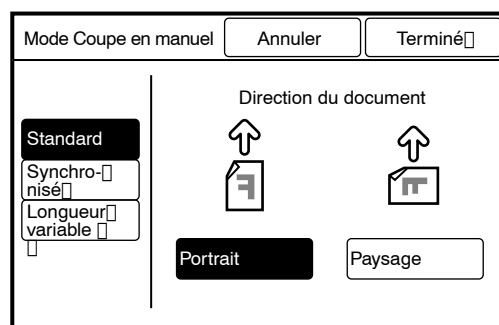 Mode Coupe en manuel Annuler Terminé
Direction du document
Standard
Synchro-
nisé
Longueur
variable
Portrait Paysage